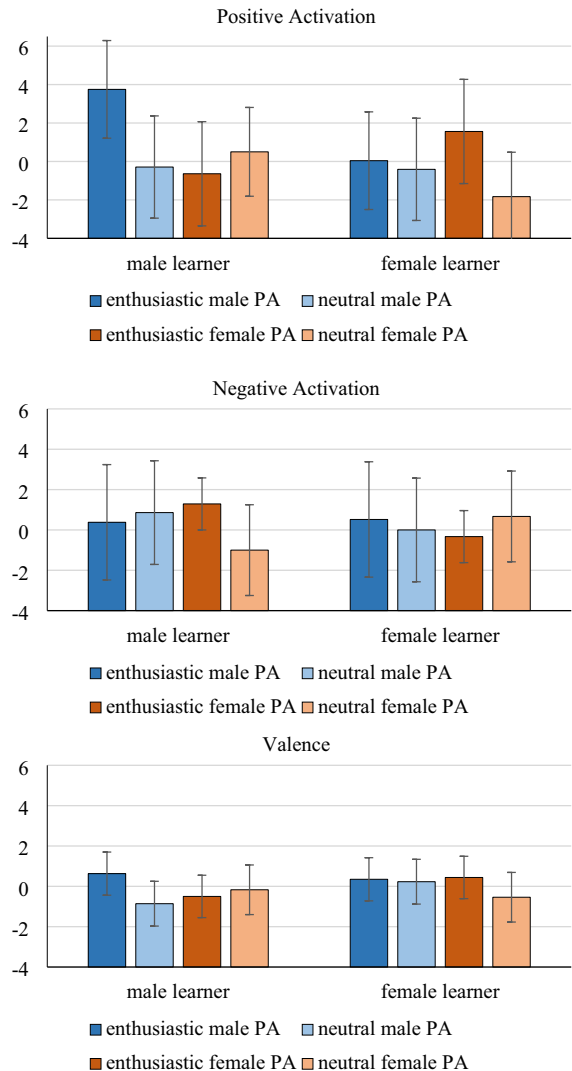 Positive Activation
6
4
2
0
-2
-4
male learner female learner
enthusiastic male PA neutral male PA
enthusiastic female PA neutral female PA
Negative Activation
6
4
2
0
-2
-4
male learner female learner
enthusiastic male PA neutral male PA
enthusiastic female PA neutral female PA
Valence
6
4
2
0
-2
-4
male learner female learner
enthusiastic male PA neutral male PA
enthusiastic female PA neutral female PA